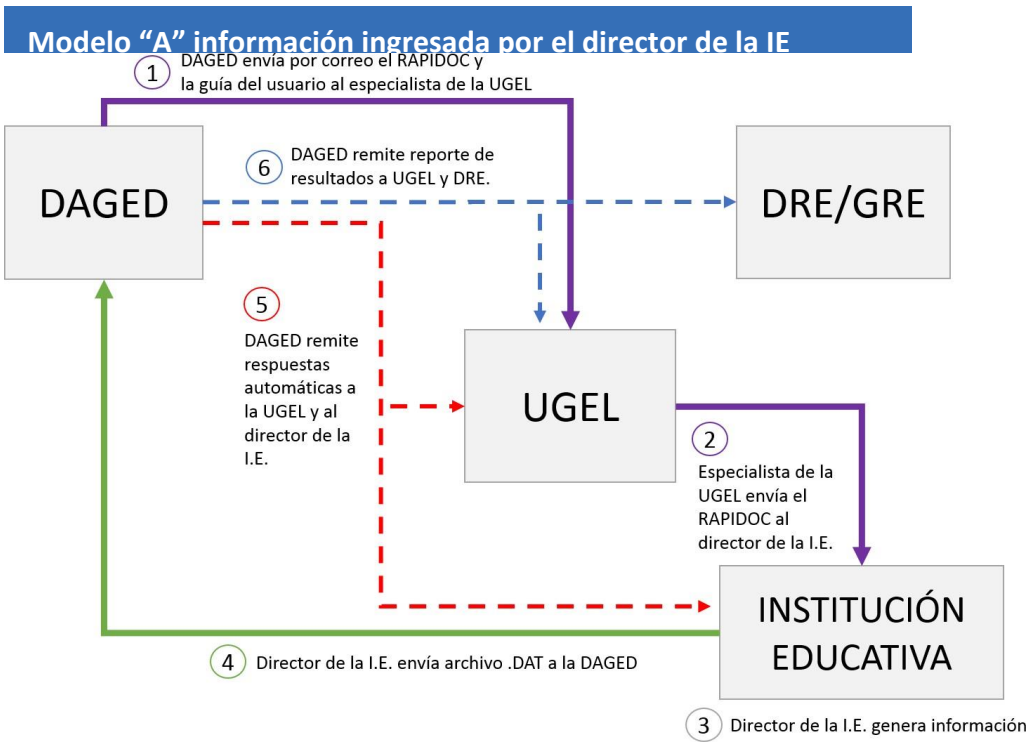 Modelo “A” información ingresada por el director de la IE
1
DAGED envía por correo el RAPIDOC y
la guía del usuario al especialista de la UGEL
6
DAGED remite reporte de
resultados a UGEL y DRE.
DAGED
DRE/GRE
5
DAGED remite
respuestas
automáticas a
la UGEL y al
director de la
I.E.
UGEL
2
Especialista de la
UGEL envía el
RAPIDOC al
director de la I.E.
INSTITUCIÓN
EDUCATIVA
4
Director de la I.E. envía archivo .DAT a la DAGED
3
Director de la I.E. genera información